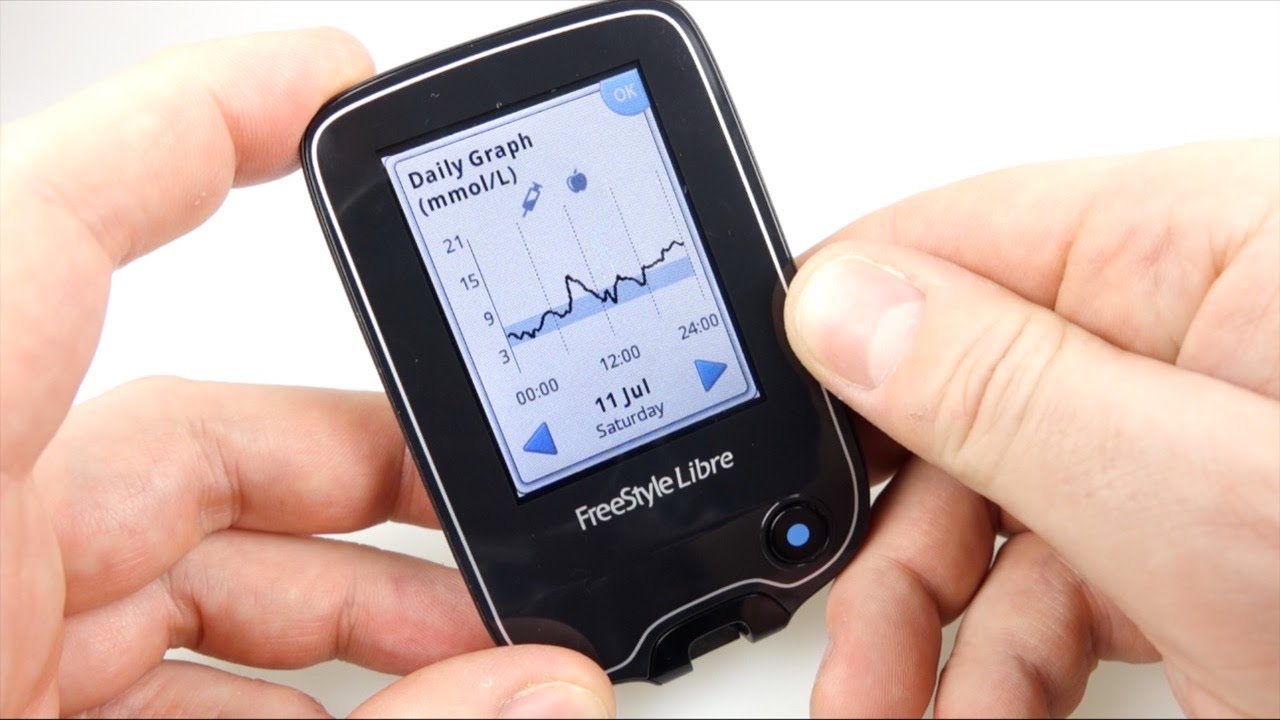 OK
Daily Graph
(mmol/L)
21
15
9
3
00:00 12:00 24:00
11 Jul
Saturday
FreeStyle Libre